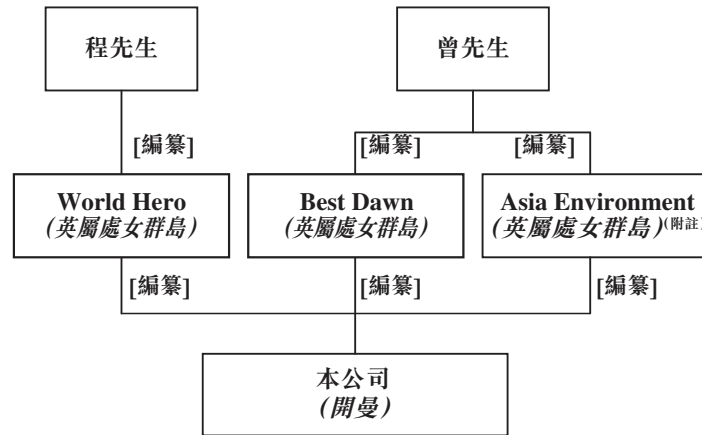 程先生
曾先生
[編纂]
[編纂]
[編纂]
World Hero
(英屬處女群島)
Best Dawn
(英屬處女群島)
Asia Environment
(英屬處女群島)(附註)
[編纂]
[編纂]
[編纂]
本公司
(開曼)